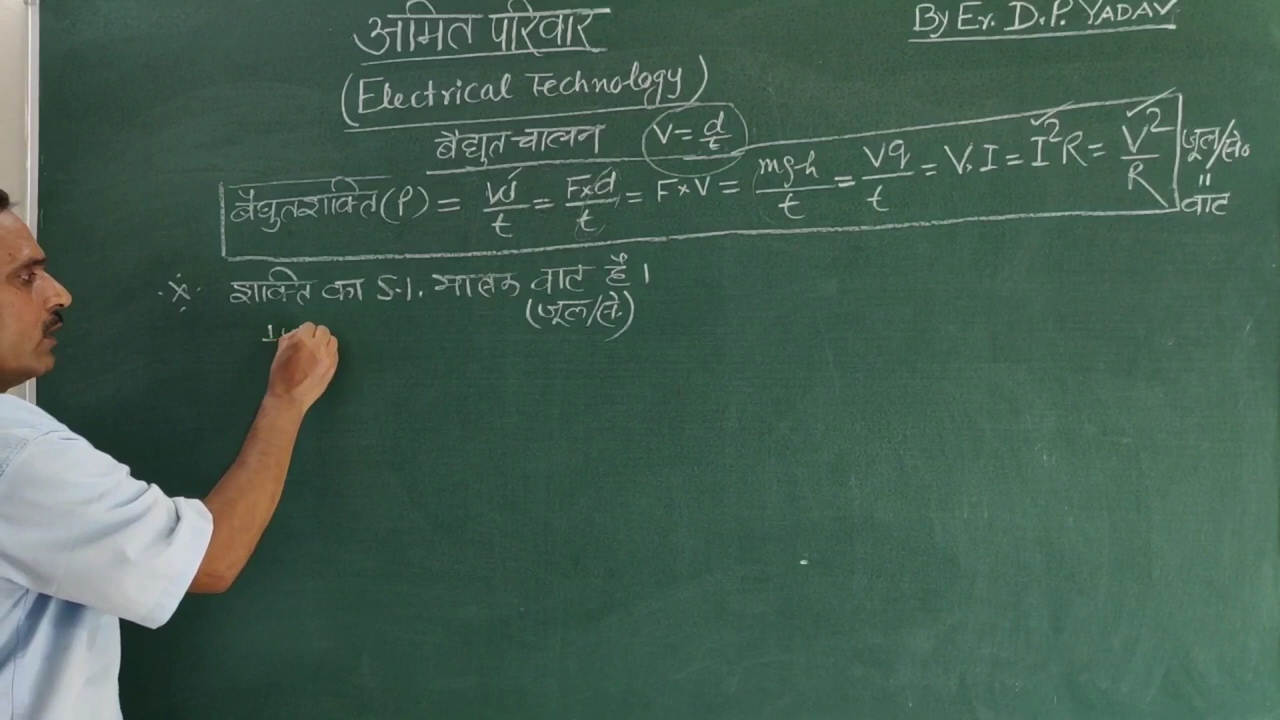 अमित परिवार
By Er. D.P. YADAV
(Electrical Technology)
बैद्युत-चालन V = d/t
बैद्युतशक्ति (P) = W/t = F×d/t = F×V = mgh/t = Vq/t = V.I = I²R = V²/R जूल/से० = वाट
शक्ति का S.I. मात्रक वाट है।
(जूल/से.)